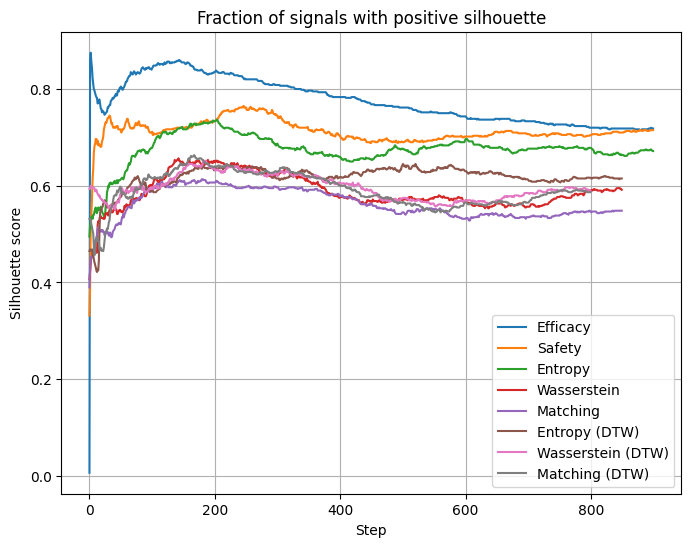 Fraction of signals with positive silhouette
Silhouette score
0.8
0.6
0.4
0.2
0.0
0
200
400
600
800
Step
Efficacy
Safety
Entropy
Wasserstein
Matching
Entropy (DTW)
Wasserstein (DTW)
Matching (DTW)